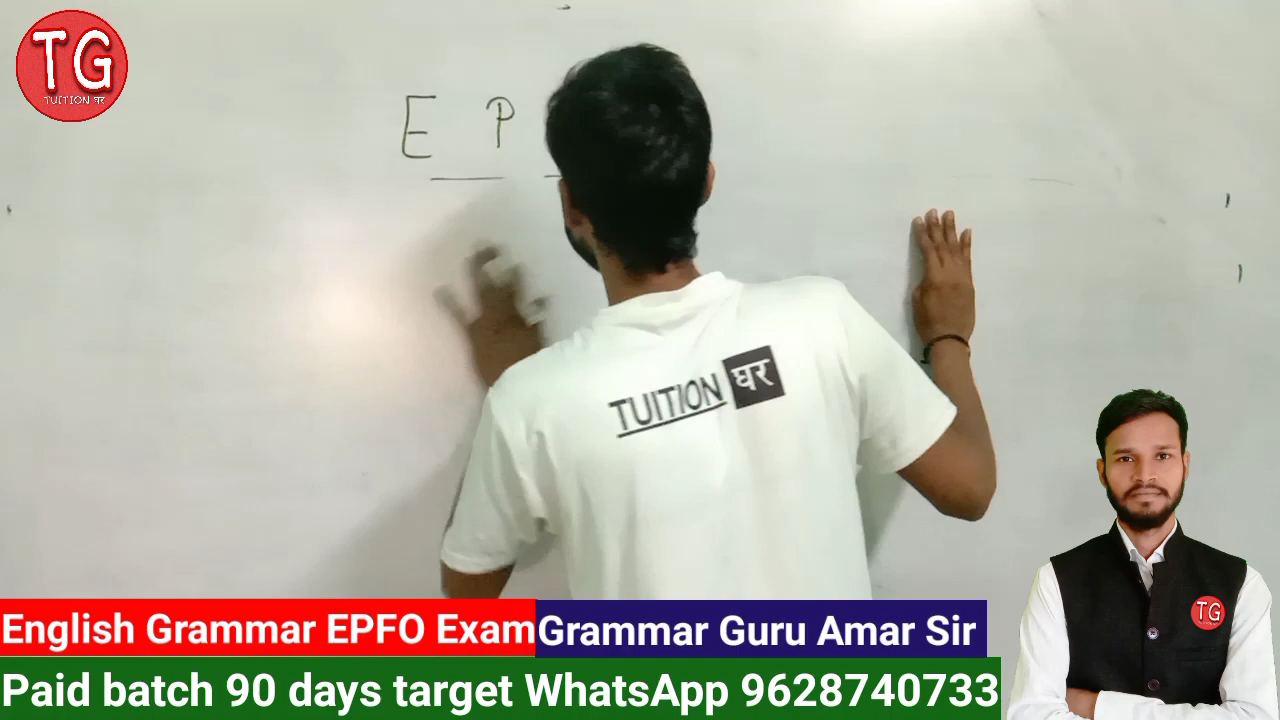 TG
TUITION घर
E P
TUITION घर
TG
English Grammar EPFO Exam
Grammar Guru Amar Sir
Paid batch 90 days target WhatsApp 9628740733